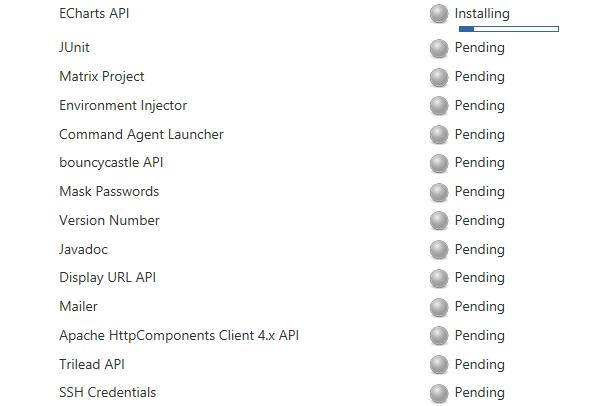 ECharts API Installing
JUnit Pending
Matrix Project Pending
Environment Injector Pending
Command Agent Launcher Pending
bouncycastle API Pending
Mask Passwords Pending
Version Number Pending
Javadoc Pending
Display URL API Pending
Mailer Pending
Apache HttpComponents Client 4.x API Pending
Trilead API Pending
SSH Credentials Pending